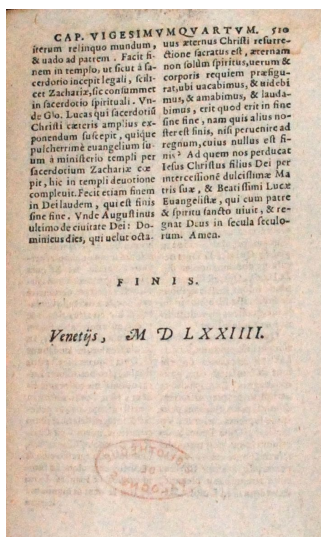 CAP. VIGESIMVMQVARTVM. 510
iterum relinquo mundum,
& uado ad patrem. Facit fi-
nem in templo, ut sicut à sa-
cerdotio incepit legali, scili-
cet Zachariæ, sic consummet
in sacerdotio spirituali. Vn-
de Glo. Lucas qui sacerdotiū
Christi cæteris amplius ex-
ponendum suscepit, quique
pulcherrimè euangelium su-
um à ministerio templi per
sacerdotium Zachariæ cœ-
pit, hic in templi deuotione
compleuit. Fecit etiam finem
in Dei laudem, qui est finis
sine fine. Vnde Augustinus
ultimo de ciuitate Dei: Do-
minicus dies, qui uelut octa-
uus æternus Christi resurre-
ctione sacratus est, æternam
non solùm spiritus, uerum &
corporis requiem præfigu-
rat, ubi uacabimus, & uidebi
mus, & amabimus, & lauda-
bimus, erit quod erit in fine
sine fine, nam quis alius no-
ster est finis, nisi peruenire ad
regnum, cuius nullus est fi-
nis? Ad quem nos perducat
Iesus Christus filius Dei per
intercessionē dulcissimæ Ma
tris suæ, & Beatissimi Lucæ
Euangelistæ, qui cum patre
& spiritu sancto uiuit, & re-
gnat Deus in secula seculo-
rum. Amen.
FINIS.
Venetijs, M D LXXIIII.
BIBLIOTHEQUE
DE